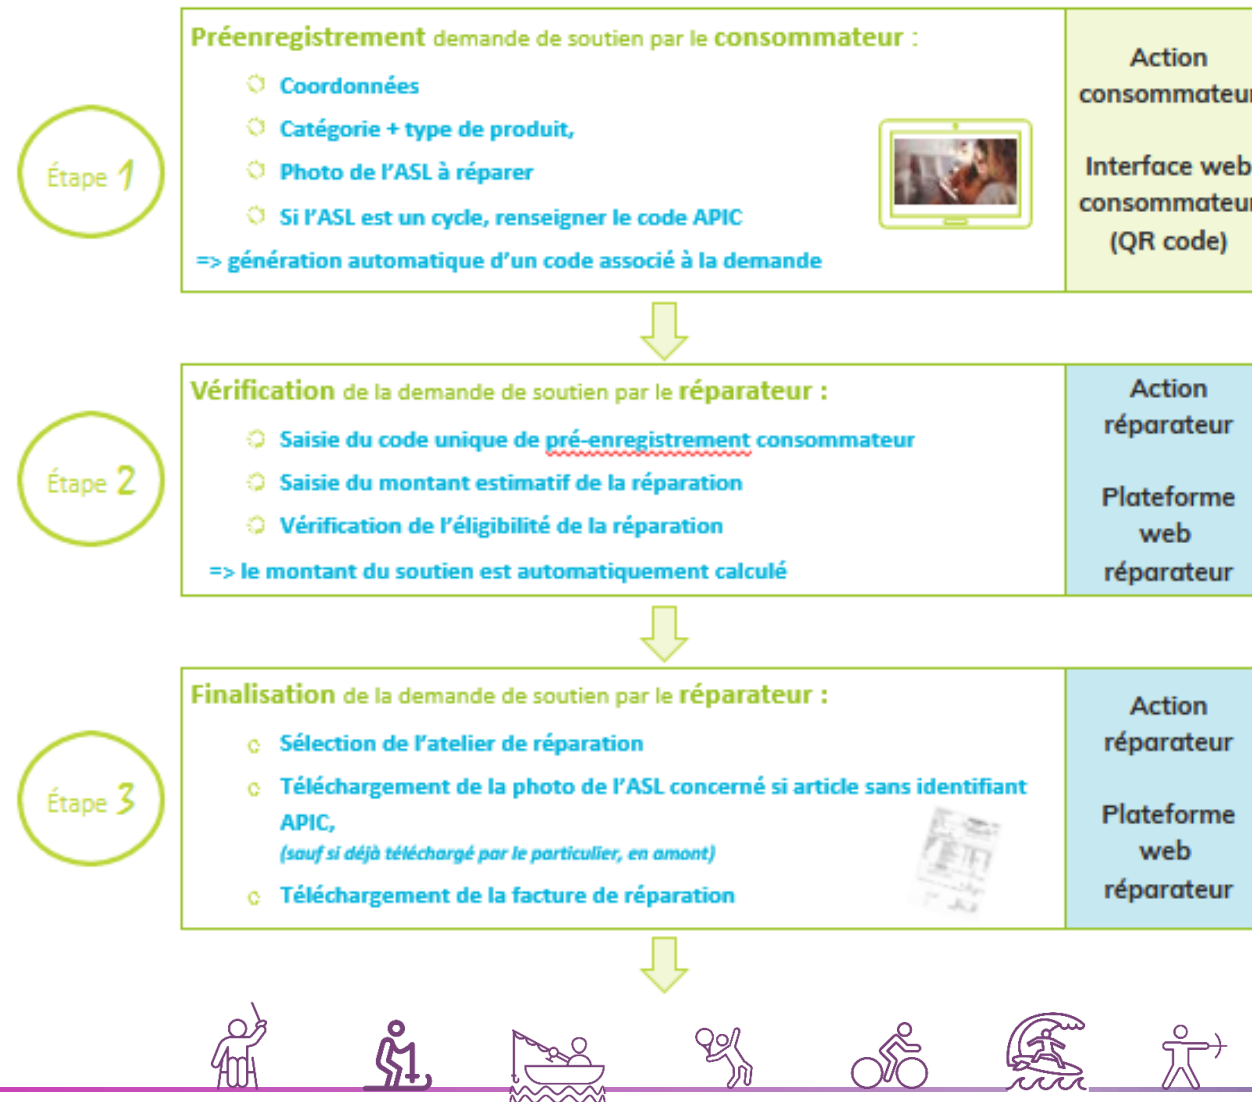 Préenregistrement demande de soutien par le consommateur :
Coordonnées
Catégorie + type de produit,
Photo de l'ASL à réparer
Si l'ASL est un cycle, renseigner le code APIC
=> génération automatique d'un code associé à la demande
Étape 1
Action
consommateur
Interface web
consommateur
(QR code)
Vérification de la demande de soutien par le réparateur :
Saisie du code unique de pré-enregistrement consommateur
Saisie du montant estimatif de la réparation
Vérification de l'éligibilité de la réparation
=> le montant du soutien est automatiquement calculé
Étape 2
Action
réparateur
Plateforme
web
réparateur
Finalisation de la demande de soutien par le réparateur :
Sélection de l'atelier de réparation
Téléchargement de la photo de l'ASL concerné si article sans identifiant
APIC,
(sauf si déjà téléchargé par le particulier, en amont)
Téléchargement de la facture de réparation
Étape 3
Action
réparateur
Plateforme
web
réparateur